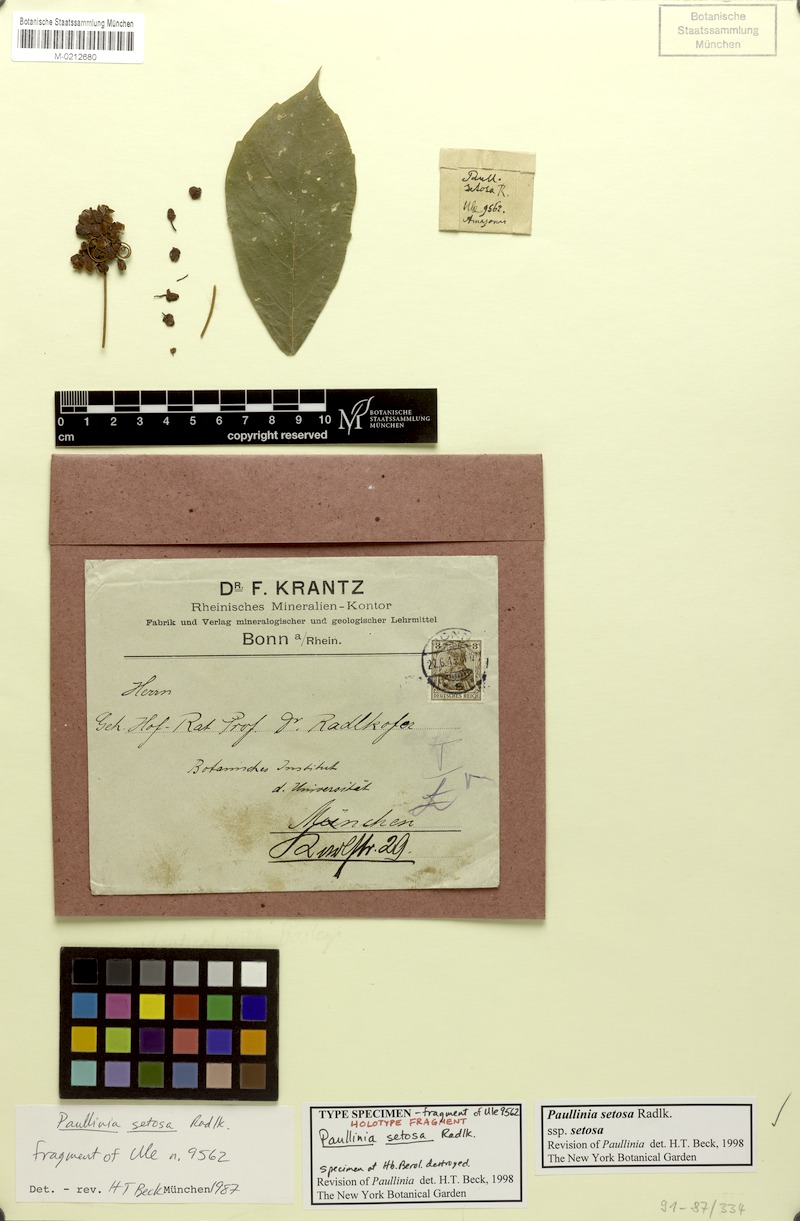 Botanische Staatssammlung München
M-0212680
Botanische
Staatssammlung
München
Paull.
setosa R.
Ule 9562.
Amazonas
0 1 2 3 4 5 6 7 8 9 10
cm
copyright reserved
M
BOTANISCHE
STAATSSAMMLUNG
MÜNCHEN
DR. F. KRANTZ
Rheinisches Mineralien-Kontor
Fabrik und Verlag mineralogischer und geologischer Lehrmittel
Bonn a/Rhein.
3 3
DEUTSCHES REICH
Herrn
Geh. Hof-Rat Prof. Dr. Radlkofer
Botanisches Institut
d. Universität
München
29.
Paullinia setosa Radlk.
fragment of Ule n. 9562
Det. - rev. HT Beck München 1987
TYPE SPECIMEN - fragment of Ule 9562
HOLOTYPE FRAGMENT
Paullinia setosa Radlk.
specimen at Hb. Berol. destroyed.
Revision of Paullinia det. H.T. Beck, 1998
The New York Botanical Garden
Paullinia setosa Radlk.
ssp. setosa
Revision of Paullinia det. H.T. Beck, 1998
The New York Botanical Garden
91-87/334